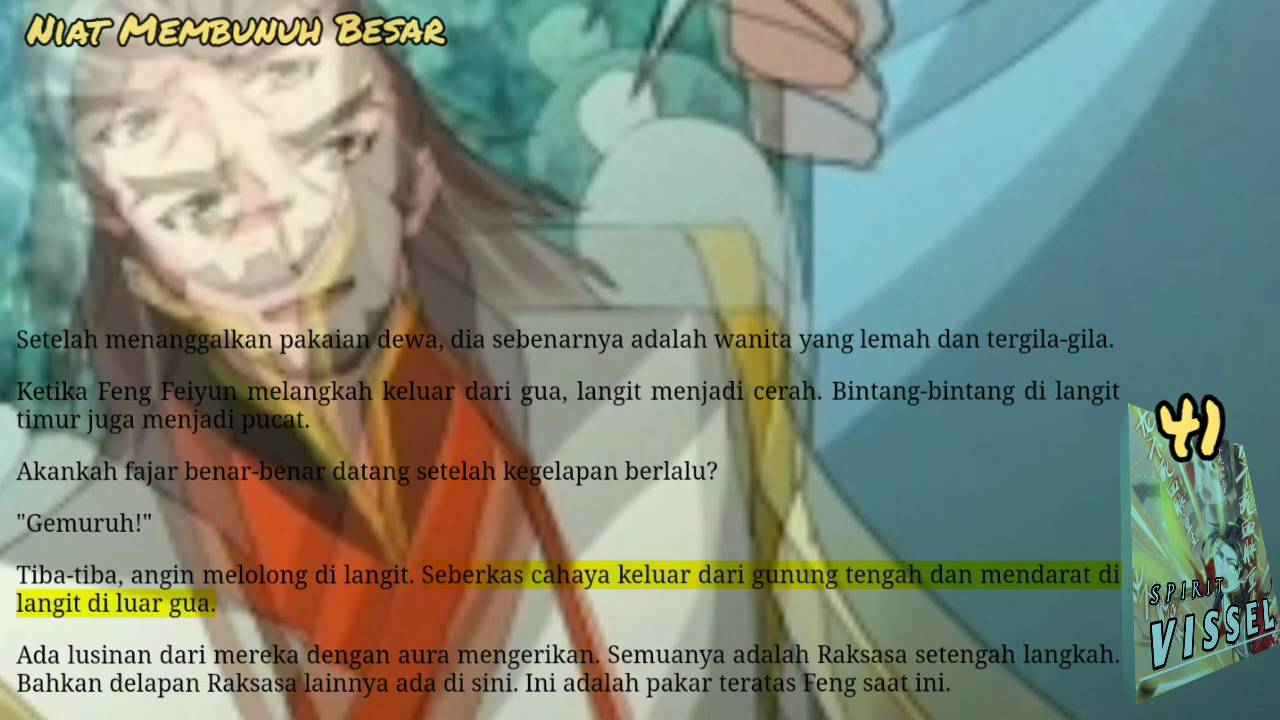 Niat Membunuh Besar
Setelah menanggalkan pakaian dewa, dia sebenarnya adalah wanita yang lemah dan tergila-gila.
Ketika Feng Feiyun melangkah keluar dari gua, langit menjadi cerah. Bintang-bintang di langit
timur juga menjadi pucat.
Akankah fajar benar-benar datang setelah kegelapan berlalu?
"Gemuruh!"
Tiba-tiba, angin melolong di langit. Seberkas cahaya keluar dari gunung tengah dan mendarat di
langit di luar gua.
Ada lusinan dari mereka dengan aura mengerikan. Semuanya adalah Raksasa setengah langkah.
Bahkan delapan Raksasa lainnya ada di sini. Ini adalah pakar teratas Feng saat ini.
41
SPIRIT
VISSEL